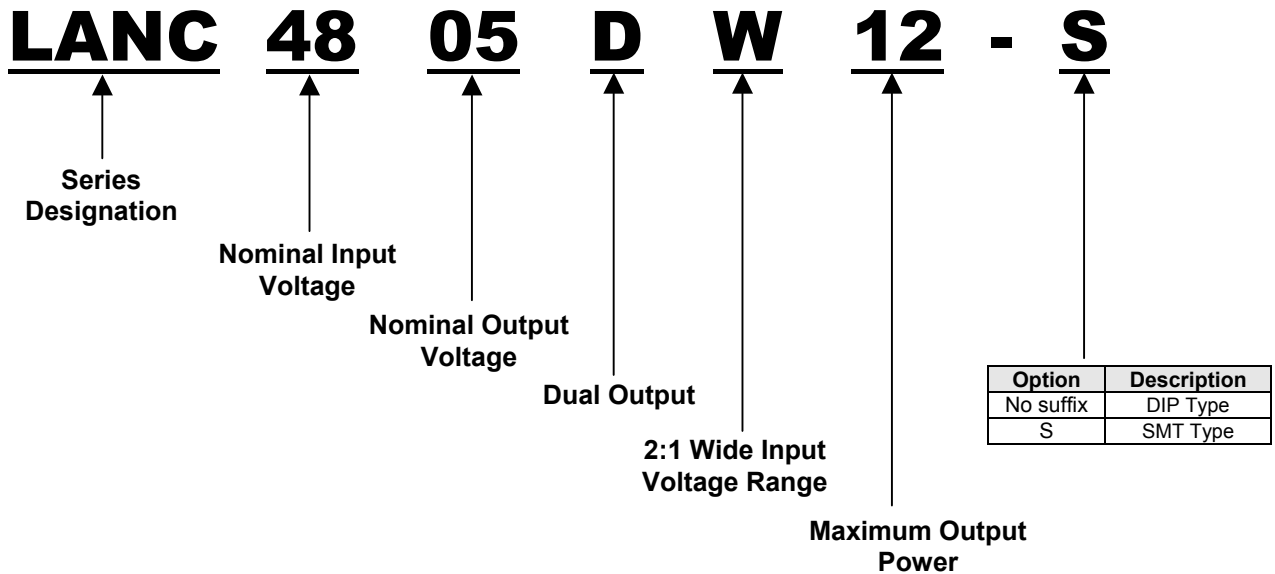 LANC 48 05 D W 12 - S
Series
Designation
Nominal Input
Voltage
Nominal Output
Voltage
Dual Output
2:1 Wide Input
Voltage Range
Maximum Output
Power
Option Description
No suffix DIP Type
S SMT Type